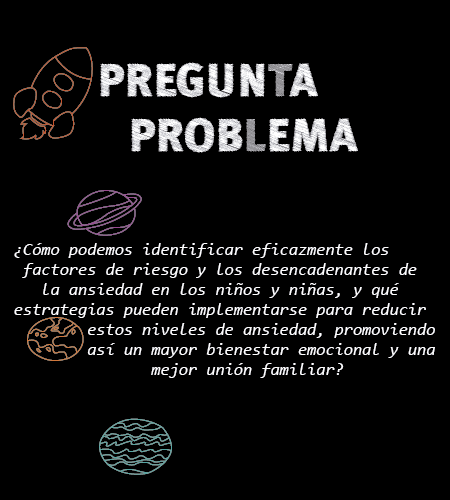 PREGUNTA
PROBLEMA
¿Cómo podemos identificar eficazmente los
factores de riesgo y los desencadenantes de
la ansiedad en los niños y niñas, y qué
estrategias pueden implementarse para reducir
estos niveles de ansiedad, promoviendo
así un mayor bienestar emocional y una
mejor unión familiar?